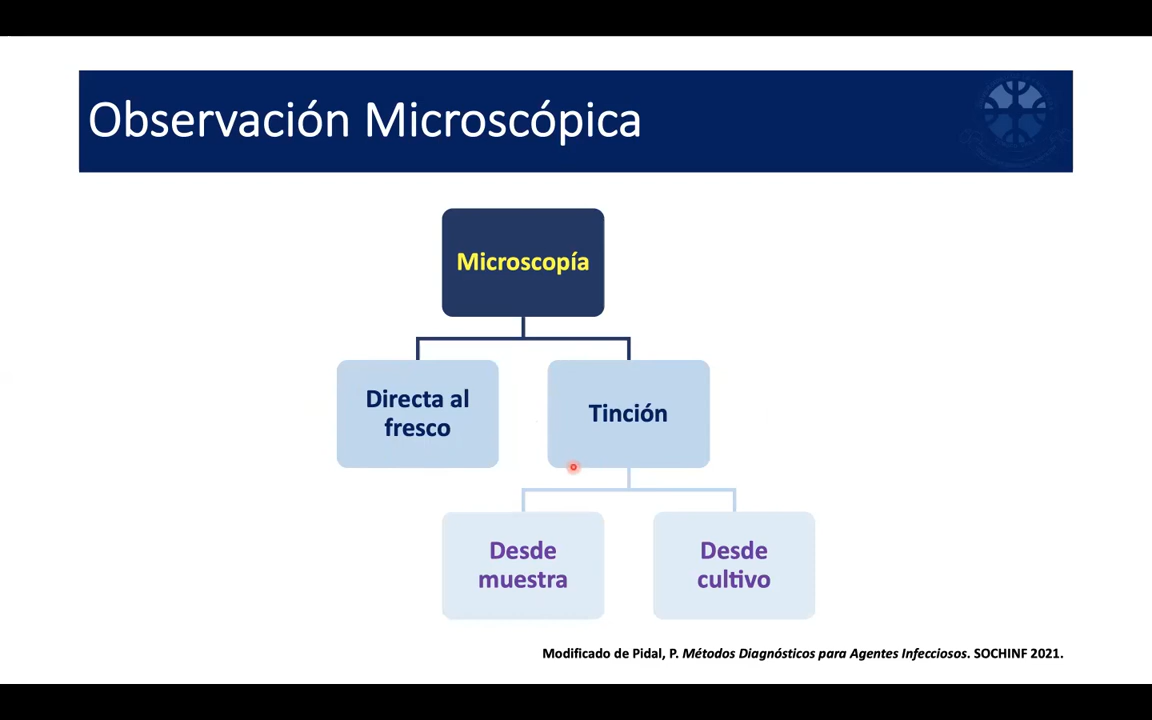 Observación Microscópica
Microscopía
Directa al
fresco
Tinción
Desde
muestra
Desde
cultivo
Modificado de Pidal, P. Métodos Diagnósticos para Agentes Infecciosos. SOCHINF 2021.